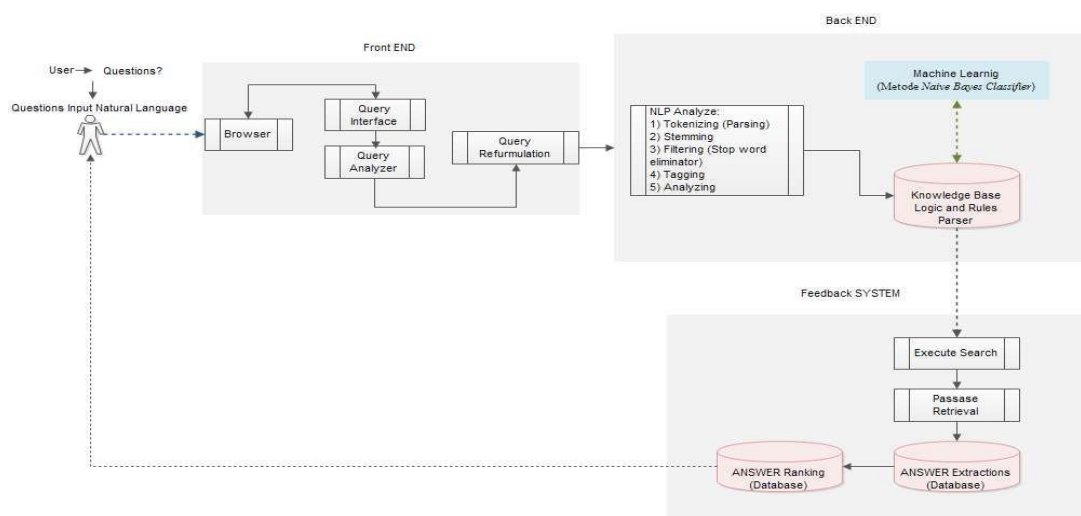 Back END
Front END
User
Questions?
Questions Input Natural Language
Browser
Query
Interface
Query
Analyzer
Query
Refurmulation
NLP Analyze:
1) Tokenizing (Parsing)
2) Stemming
3) Filtering (Stop word
eliminator)
4) Tagging
5) Analyzing
Machine Learnig
(Metode Naive Bayes Classifier)
Knowledge Base
Logic and Rules
Parser
Feedback SYSTEM
Execute Search
Passase
Retrieval
ANSWER Extractions
(Database)
ANSWER Ranking
(Database)